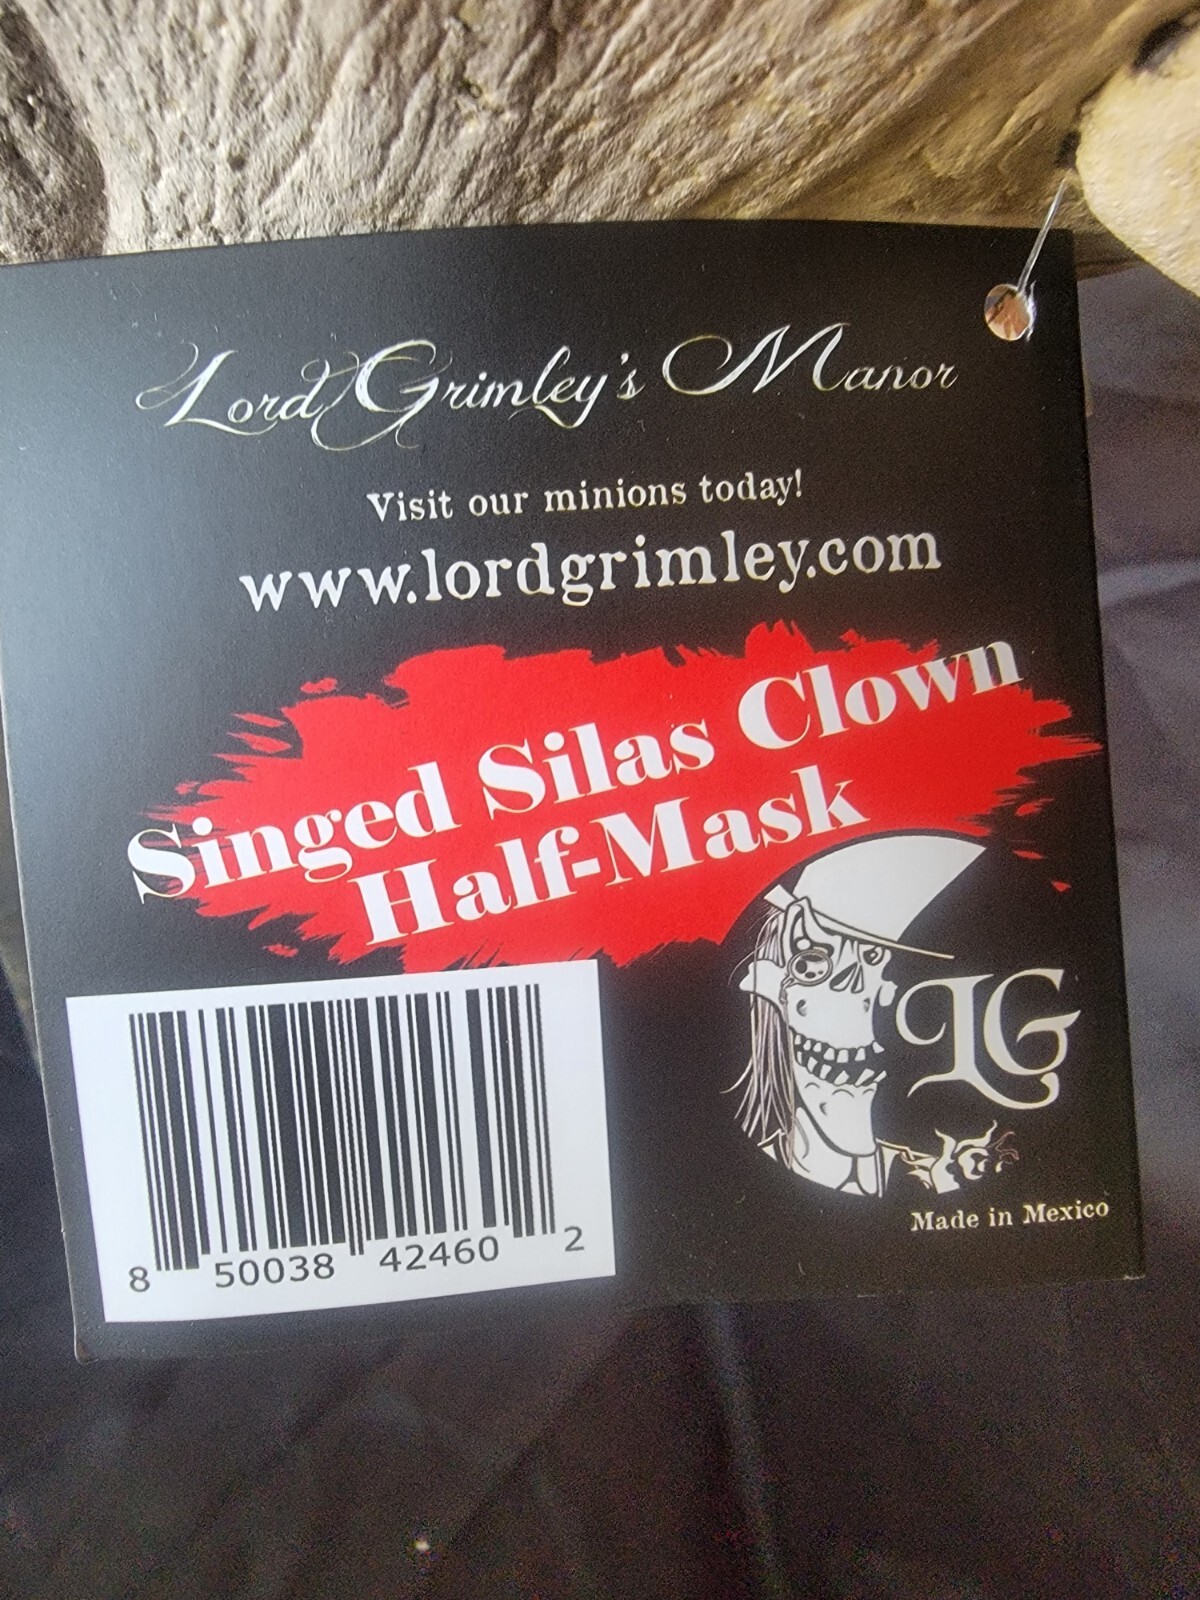 Lord Grimley's Manor
Visit our minions today!
www.lordgrimley.com
Singed Silas Clown
Half-Mask
LG
Made in Mexico
8 50038 42460 2